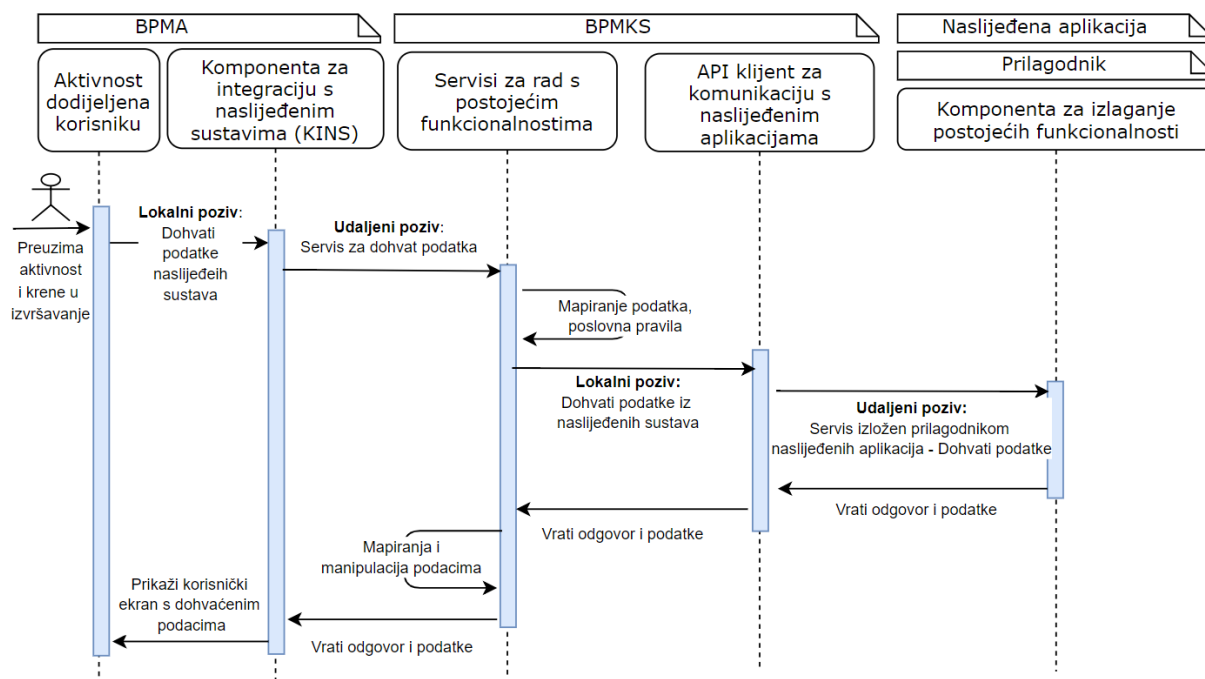 BPMA
BPMKS
Naslijeđena aplikacija
Prilagodnik
Aktivnost
dodijeljena
korisniku
Komponenta za
integraciju s
naslijeđenim
sustavima (KINS)
Servisi za rad s
postojećim
funkcionalnostima
API klijent za
komunikaciju s
naslijeđenim
aplikacijama
Komponenta za izlaganje
postojećih funkcionalnosti
Preuzima
aktivnost
i krene u
izvršavanje
Lokalni poziv:
Dohvati
podatke
naslijeđeih
sustava
Udaljeni poziv:
Servis za dohvat podatka
Mapiranje podatka,
poslovna pravila
Lokalni poziv:
Dohvati podatke iz
naslijeđenih sustava
Udaljeni poziv:
Servis izložen prilagodnikom
naslijeđenih aplikacija - Dohvati podatke
Vrati odgovor i podatke
Vrati odgovor i podatke
Mapiranja i
manipulacija podacima
Vrati odgovor i podatke
Prikaži korisnički
ekran s dohvaćenim
podacima